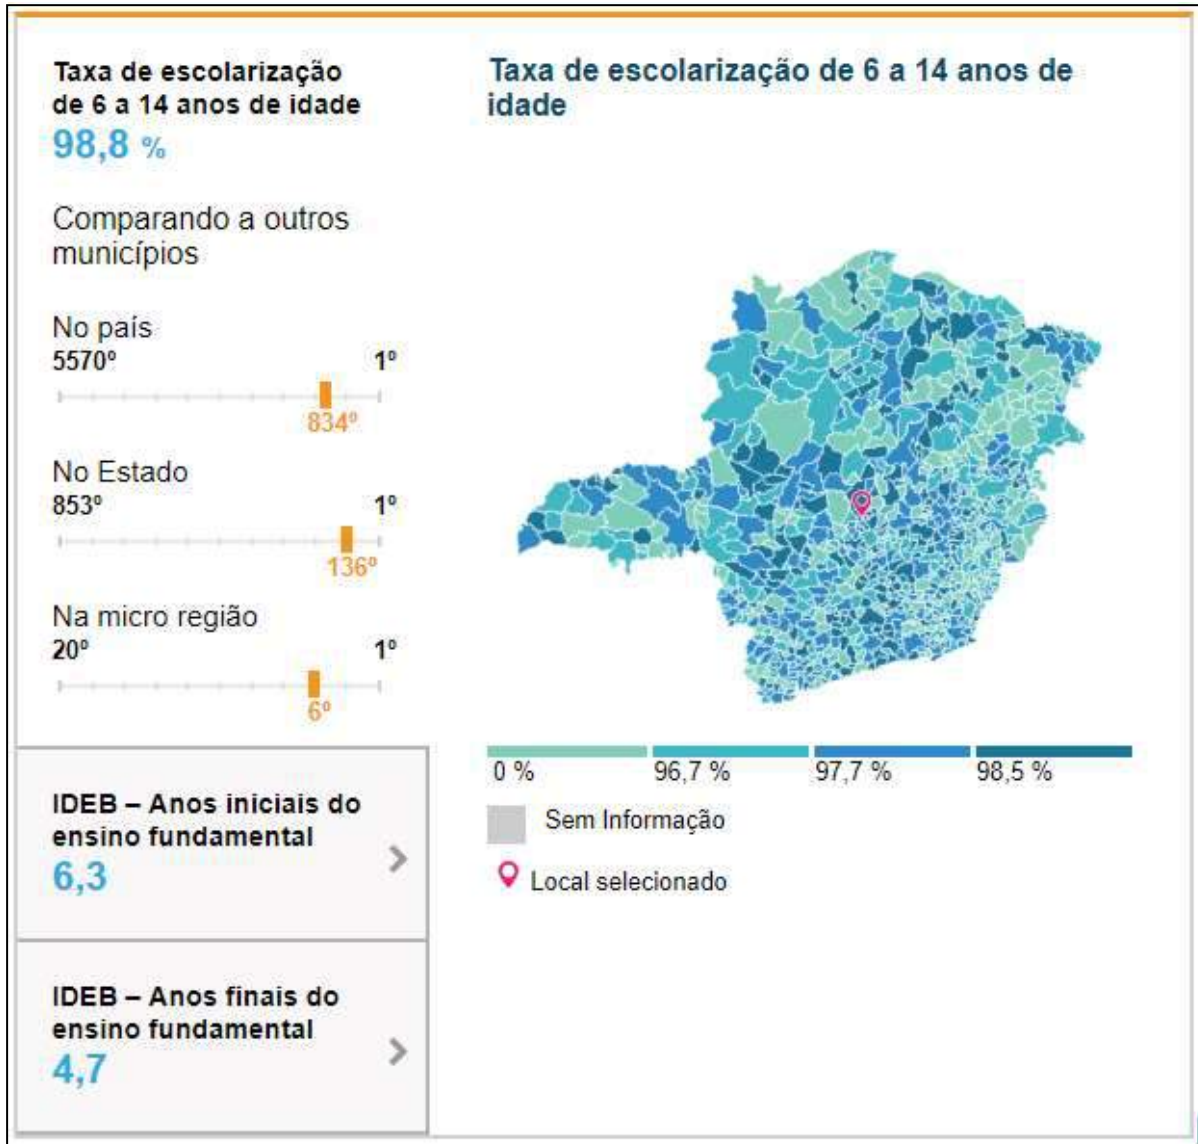 Taxa de escolarização
de 6 a 14 anos de idade
98,8 %
Comparando a outros
municípios
No país
5570º 1º
834º
No Estado
853º 1º
136º
Na micro região
20º 1º
6º
IDEB – Anos iniciais do
ensino fundamental
6,3
IDEB – Anos finais do
ensino fundamental
4,7
Taxa de escolarização de 6 a 14 anos de
idade
0 % 96,7 % 97,7 % 98,5 %
Sem Informação
Local selecionado